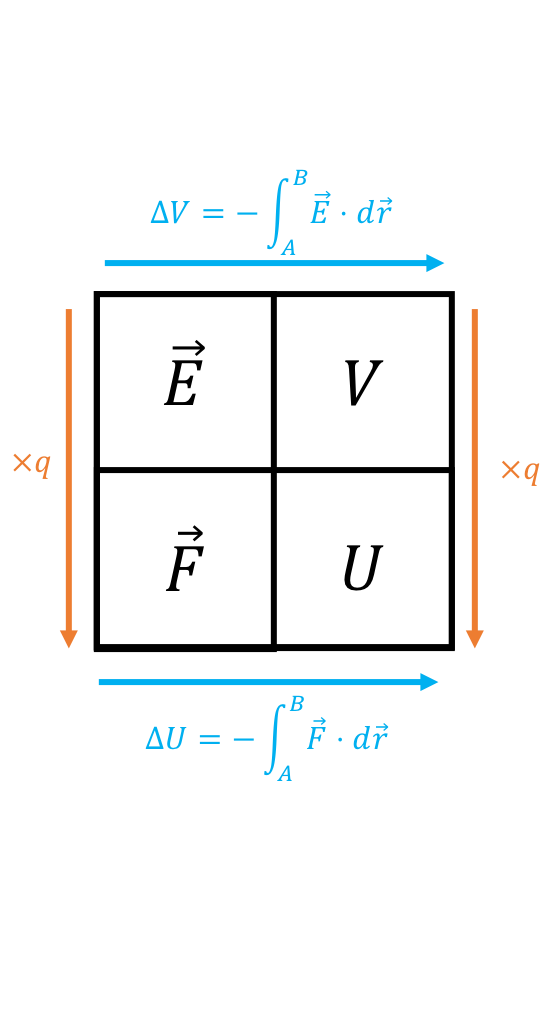 ΔV = −∫_A^B E⃗ · dr⃗
E⃗ V
×q ×q
F⃗ U
ΔU = −∫_A^B F⃗ · dr⃗